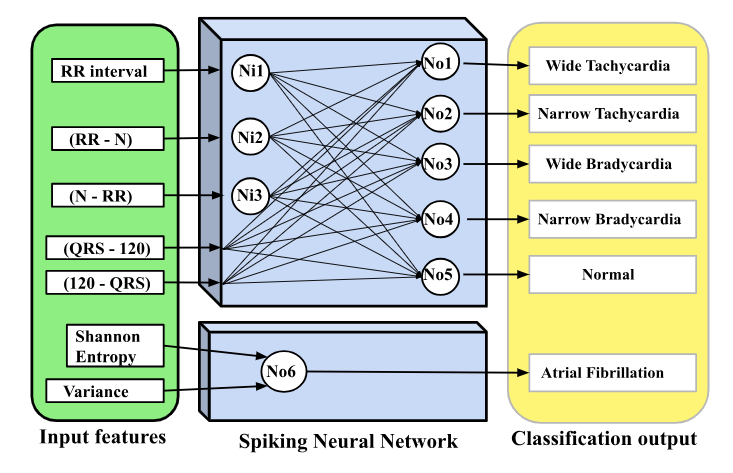 RR interval
(RR - N)
(N - RR)
(QRS - 120)
(120 - QRS)
Shannon
Entropy
Variance
Input features
Ni1
Ni2
Ni3
No1
No2
No3
No4
No5
No6
Spiking Neural Network
Wide Tachycardia
Narrow Tachycardia
Wide Bradycardia
Narrow Bradycardia
Normal
Atrial Fibrillation
Classification output